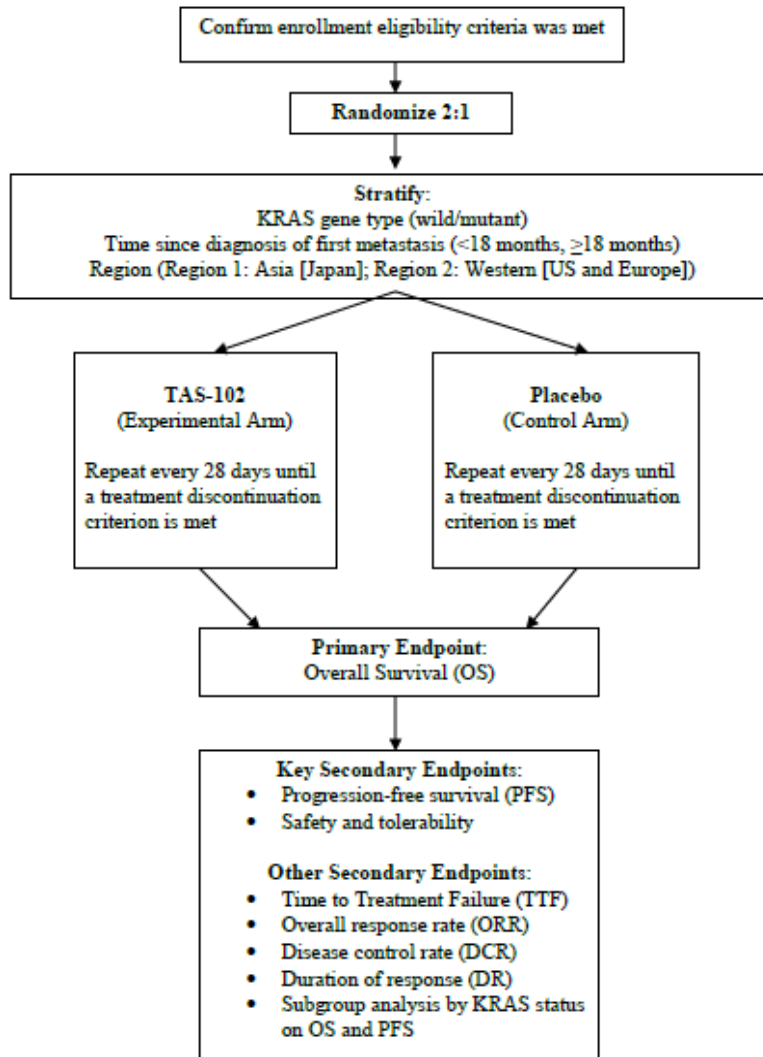 Confirm enrollment eligibility criteria was met
Randomize 2:1
Stratify:
KRAS gene type (wild/mutant)
Time since diagnosis of first metastasis (<18 months, ≥18 months)
Region (Region 1: Asia [Japan]; Region 2: Western [US and Europe])
TAS-102
(Experimental Arm)
Repeat every 28 days until
a treatment discontinuation
criterion is met
Placebo
(Control Arm)
Repeat every 28 days until
a treatment discontinuation
criterion is met
Primary Endpoint:
Overall Survival (OS)
Key Secondary Endpoints:
• Progression-free survival (PFS)
• Safety and tolerability
Other Secondary Endpoints:
• Time to Treatment Failure (TTF)
• Overall response rate (ORR)
• Disease control rate (DCR)
• Duration of response (DR)
• Subgroup analysis by KRAS status
on OS and PFS